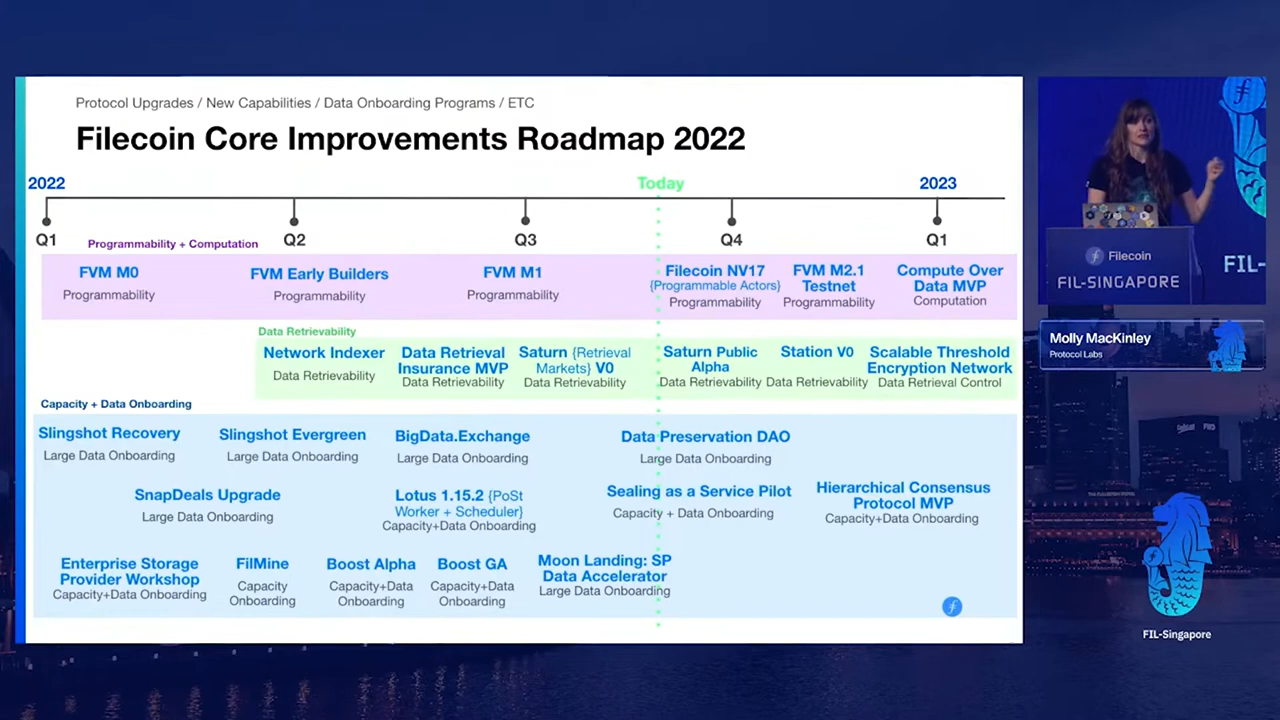 Protocol Upgrades / New Capabilities / Data Onboarding Programs / ETC
Filecoin Core Improvements Roadmap 2022
2022
Today
2023
Q1
Q2
Q3
Q4
Q1
Programmability + Computation
FVM M0
Programmability
FVM Early Builders
Programmability
FVM M1
Programmability
Filecoin NV17
{Programmable Actors}
Programmability
FVM M2.1
Testnet
Programmability
Compute Over
Data MVP
Computation
Data Retrievability
Network Indexer
Data Retrievability
Data Retrieval
Insurance MVP
Data Retrievability
Saturn {Retrieval
Markets} V0
Data Retrievability
Saturn Public
Alpha
Data Retrievability
Station V0
Data Retrievability
Scalable Threshold
Encryption Network
Data Retrieval Control
Capacity + Data Onboarding
Slingshot Recovery
Large Data Onboarding
Slingshot Evergreen
Large Data Onboarding
BigData.Exchange
Large Data Onboarding
Data Preservation DAO
Large Data Onboarding
SnapDeals Upgrade
Large Data Onboarding
Lotus 1.15.2 {PoSt
Worker + Scheduler}
Capacity+Data Onboarding
Sealing as a Service Pilot
Capacity + Data Onboarding
Hierarchical Consensus
Protocol MVP
Capacity+Data Onboarding
Enterprise Storage
Provider Workshop
Capacity+Data Onboarding
FilMine
Capacity
Onboarding
Boost Alpha
Capacity+Data
Onboarding
Boost GA
Capacity+Data
Onboarding
Moon Landing: SP
Data Accelerator
Large Data Onboarding
Filecoin
FIL-SINGAPORE
FIL-
Molly MacKinley
Protocol Labs
FIL-Singapore